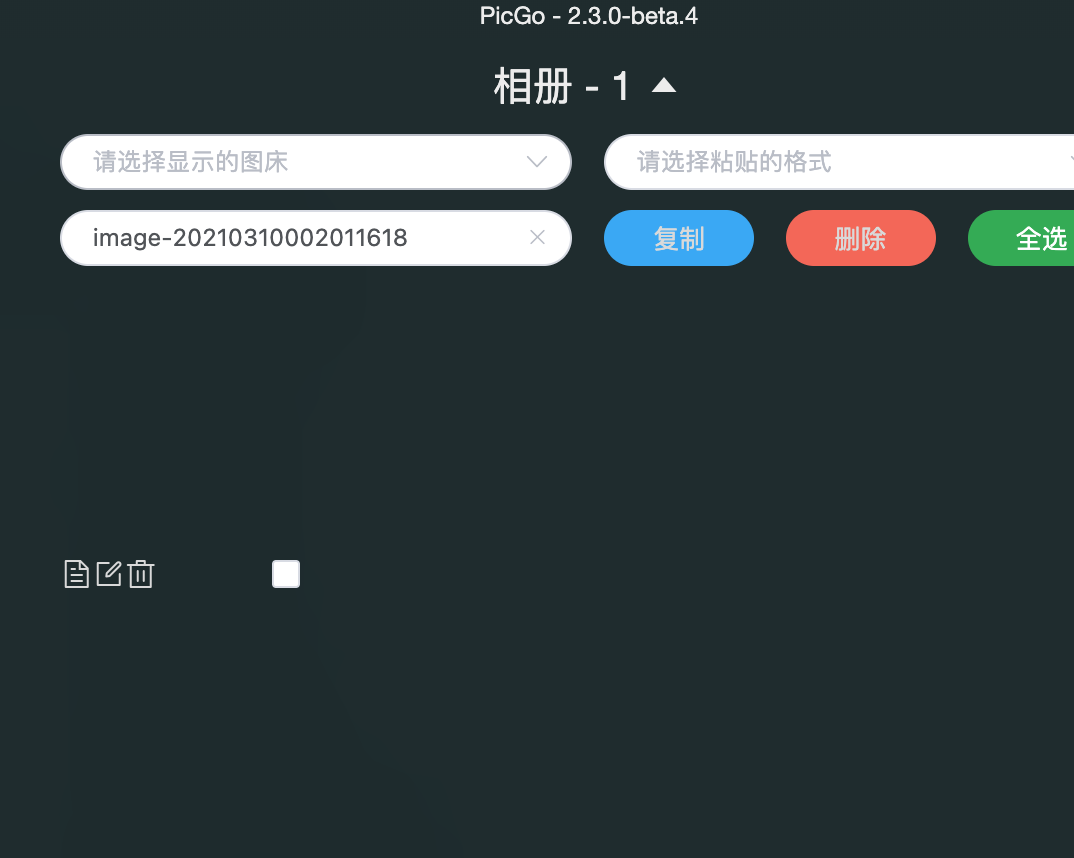 PicGo - 2.3.0-beta.4
相册 - 1
请选择显示的图床
请选择粘贴的格式
image-20210310002011618
复制
删除
全选